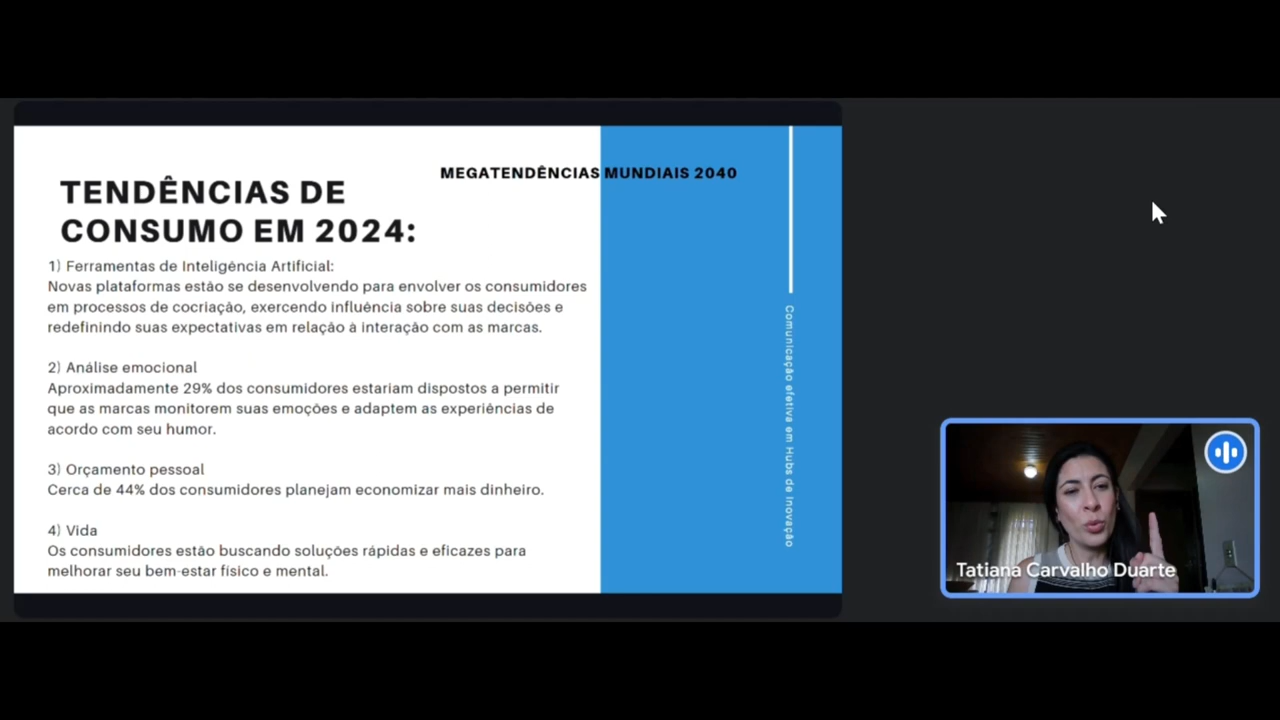 MEGATENDÊNCIAS MUNDIAIS 2040
TENDÊNCIAS DE
CONSUMO EM 2024:
1) Ferramentas de Inteligência Artificial:
Novas plataformas estão se desenvolvendo para envolver os consumidores
em processos de cocriação, exercendo influência sobre suas decisões e
redefinindo suas expectativas em relação à interação com as marcas.
2) Análise emocional
Aproximadamente 29% dos consumidores estariam dispostos a permitir
que as marcas monitorem suas emoções e adaptem as experiências de
acordo com seu humor.
3) Orçamento pessoal
Cerca de 44% dos consumidores planejam economizar mais dinheiro.
4) Vida
Os consumidores estão buscando soluções rápidas e eficazes para
melhorar seu bem-estar físico e mental.
Comunicação efetiva em Hubs de Inovação
Tatiana Carvalho Duarte